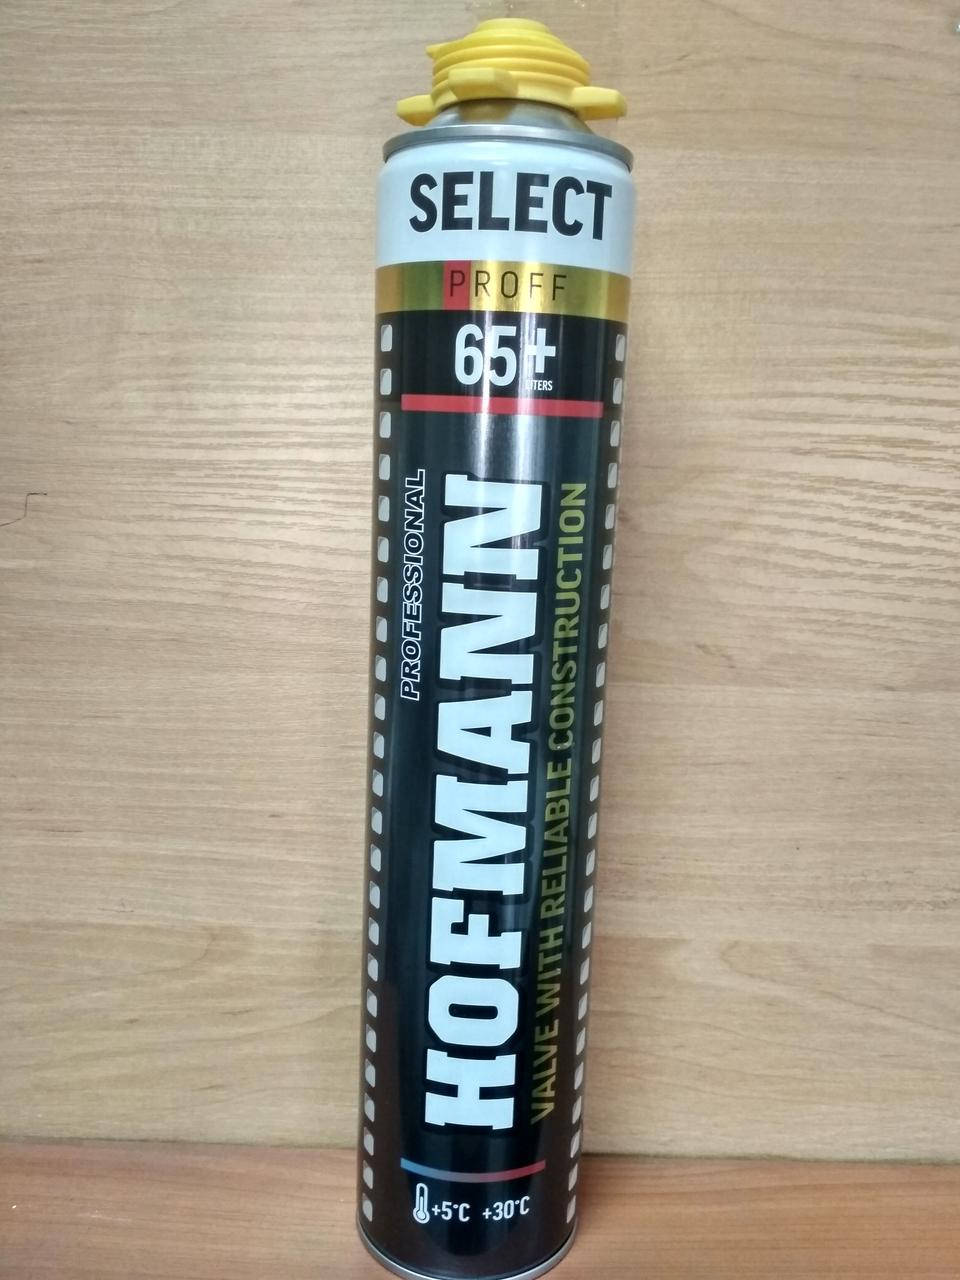 SELECT
PROFF
65+
LITERS
PROFESSIONAL
HOFMANN
VALVE WITH RELIABLE CONSTRUCTION
+5°C +30°C